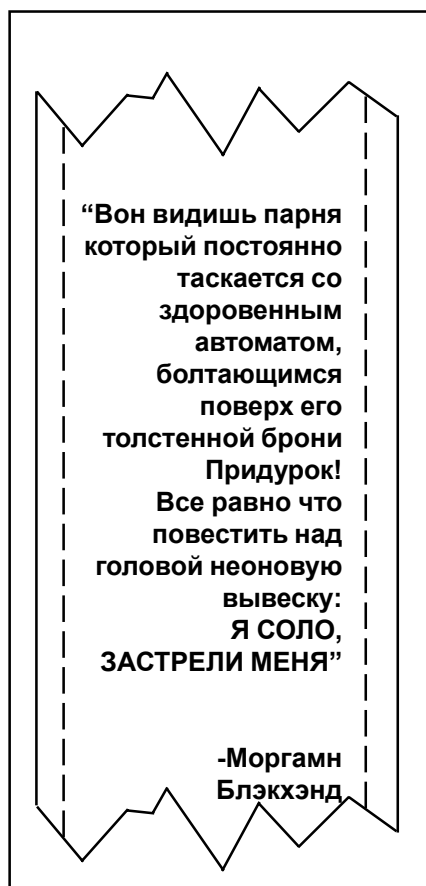 “Вон видишь парня
который постоянно
таскается со
здоровенным
автоматом,
болтающимся
поверх его
толстенной брони
Придурок!
Все равно что
повестить над
головой неоновую
вывеску:
Я СОЛО,
ЗАСТРЕЛИ МЕНЯ”
-Моргамн
Блэкхэнд